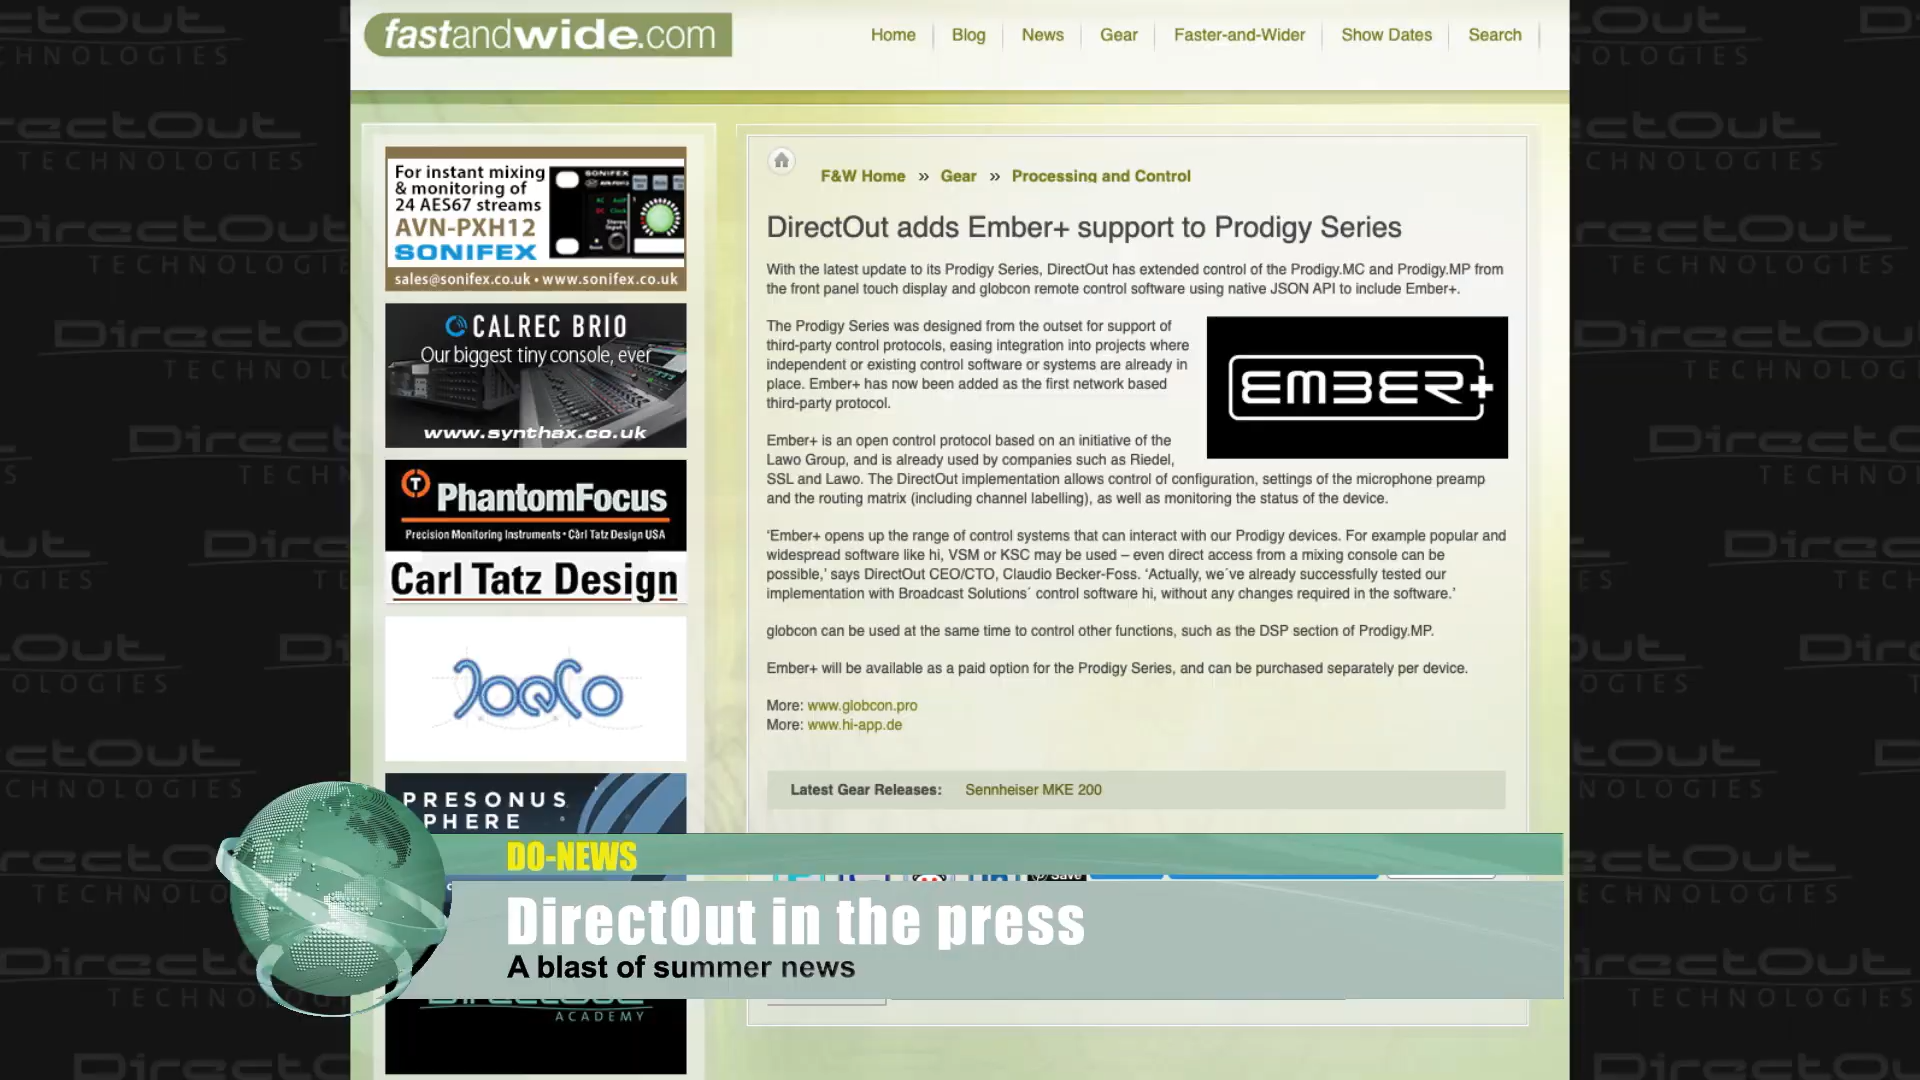 fastandwide.com
Home
Blog
News
Gear
Faster-and-Wider
Show Dates
Search
For instant mixing
& monitoring of
24 AES67 streams
AVN-PXH12
SONIFEX
sales@sonifex.co.uk • www.sonifex.co.uk
CALREC BRIO
Our biggest tiny console, ever
www.synthax.co.uk
PhantomFocus
Precision Monitoring Instruments • Carl Tatz Design USA
Carl Tatz Design
JoeCo
PRESONUS
SPHERE
DirectOut
ACADEMY
F&W Home » Gear » Processing and Control
DirectOut adds Ember+ support to Prodigy Series
With the latest update to its Prodigy Series, DirectOut has extended control of the Prodigy.MC and Prodigy.MP from
the front panel touch display and globcon remote control software using native JSON API to include Ember+.
The Prodigy Series was designed from the outset for support of
third-party control protocols, easing integration into projects where
independent or existing control software or systems are already in
place. Ember+ has now been added as the first network based
third-party protocol.
EMBER+
Ember+ is an open control protocol based on an initiative of the
Lawo Group, and is already used by companies such as Riedel,
SSL and Lawo. The DirectOut implementation allows control of configuration, settings of the microphone preamp
and the routing matrix (including channel labelling), as well as monitoring the status of the device.
‘Ember+ opens up the range of control systems that can interact with our Prodigy devices. For example popular and
widespread software like hi, VSM or KSC may be used – even direct access from a mixing console can be
possible,’ says DirectOut CEO/CTO, Claudio Becker-Foss. ‘Actually, we´ve already successfully tested our
implementation with Broadcast Solutions´ control software hi, without any changes required in the software.’
globcon can be used at the same time to control other functions, such as the DSP section of Prodigy.MP.
Ember+ will be available as a paid option for the Prodigy Series, and can be purchased separately per device.
More: www.globcon.pro
More: www.hi-app.de
Latest Gear Releases: Sennheiser MKE 200
Save
DO-NEWS
DirectOut in the press
A blast of summer news
DirectOut
TECHNOLOGIES